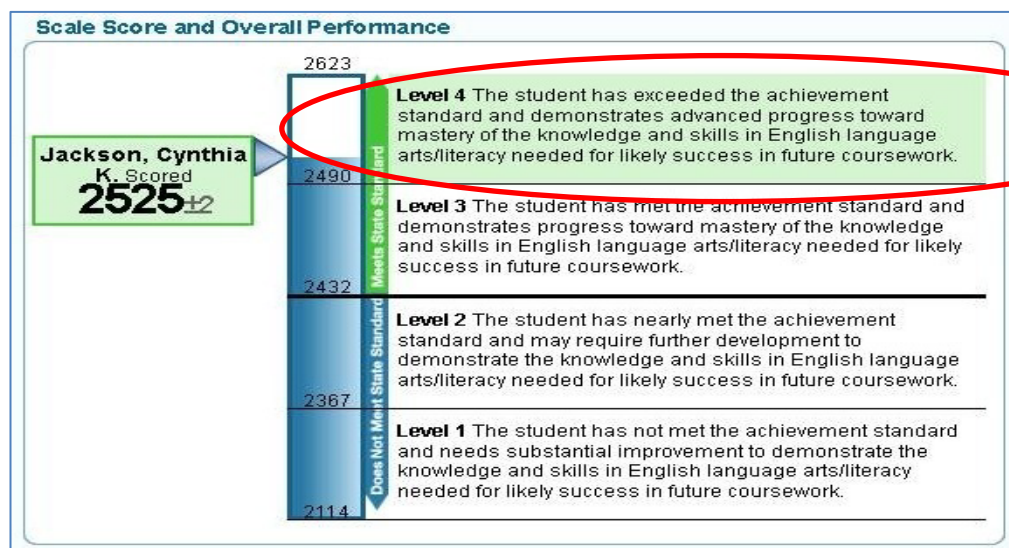 Scale Score and Overall Performance
2623
Level 4 The student has exceeded the achievement
standard and demonstrates advanced progress toward
mastery of the knowledge and skills in English language
arts/literacy needed for likely success in future coursework.
Jackson, Cynthia
K. Scored
2525±2
2490
Meets State Standard
Level 3 The student has met the achievement standard and
demonstrates progress toward mastery of the knowledge
and skills in English language arts/literacy needed for likely
success in future coursework.
2432
Level 2 The student has nearly met the achievement
standard and may require further development to
demonstrate the knowledge and skills in English language
arts/literacy needed for likely success in future coursework.
2367
Does Not Meet State Standard
Level 1 The student has not met the achievement standard
and needs substantial improvement to demonstrate the
knowledge and skills in English language arts/literacy
needed for likely success in future coursework.
2114